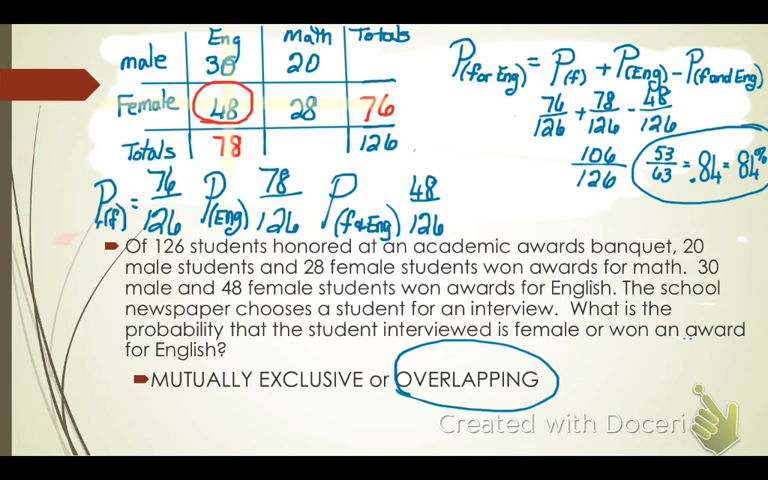 Eng Math Totals
male 30 20
Female 48 28 76
Totals 78 126
P(f or Eng) = P(f) + P(Eng) - P(f and Eng)
76/126 + 78/126 - 48/126
106/126 53/63 = .84 = 84%
P(f) = 76/126 P(Eng) 78/126 P(f & Eng) 48/126
Of 126 students honored at an academic awards banquet, 20
male students and 28 female students won awards for math. 30
male and 48 female students won awards for English. The school
newspaper chooses a student for an interview. What is the
probability that the student interviewed is female or won an award
for English?
MUTUALLY EXCLUSIVE or OVERLAPPING
Created with Doceri